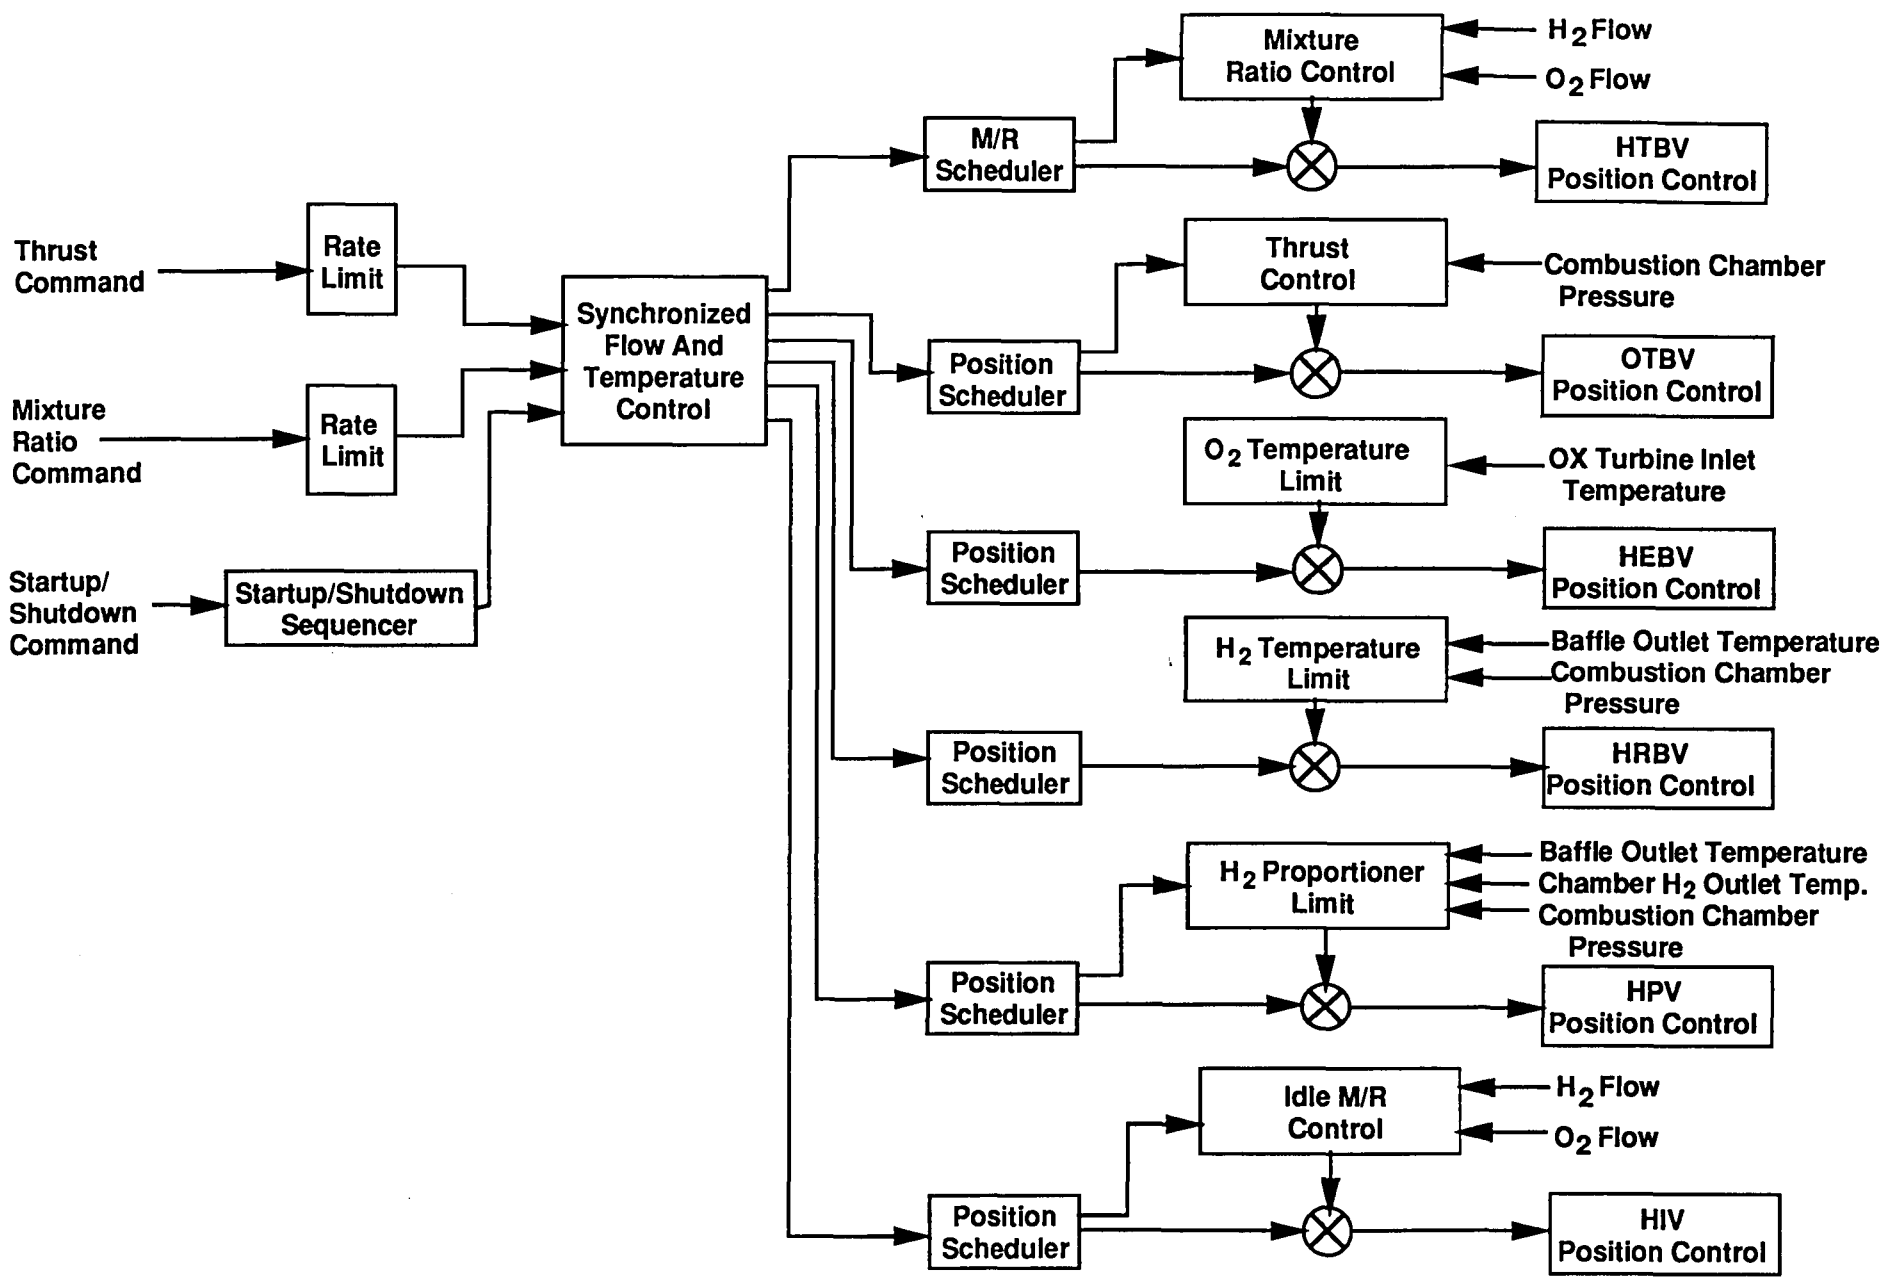 Thrust
Command
Rate
Limit
Mixture
Ratio
Command
Rate
Limit
Startup/
Shutdown
Command
Startup/Shutdown
Sequencer
Synchronized
Flow And
Temperature
Control
M/R
Scheduler
Mixture
Ratio Control
H2 Flow
O2 Flow
HTBV
Position Control
Position
Scheduler
Thrust
Control
Combustion Chamber
Pressure
OTBV
Position Control
Position
Scheduler
O2 Temperature
Limit
OX Turbine Inlet
Temperature
HEBV
Position Control
Position
Scheduler
H2 Temperature
Limit
Baffle Outlet Temperature
Combustion Chamber
Pressure
HRBV
Position Control
Position
Scheduler
H2 Proportioner
Limit
Baffle Outlet Temperature
Chamber H2 Outlet Temp.
Combustion Chamber
Pressure
HPV
Position Control
Position
Scheduler
Idle M/R
Control
H2 Flow
O2 Flow
HIV
Position Control